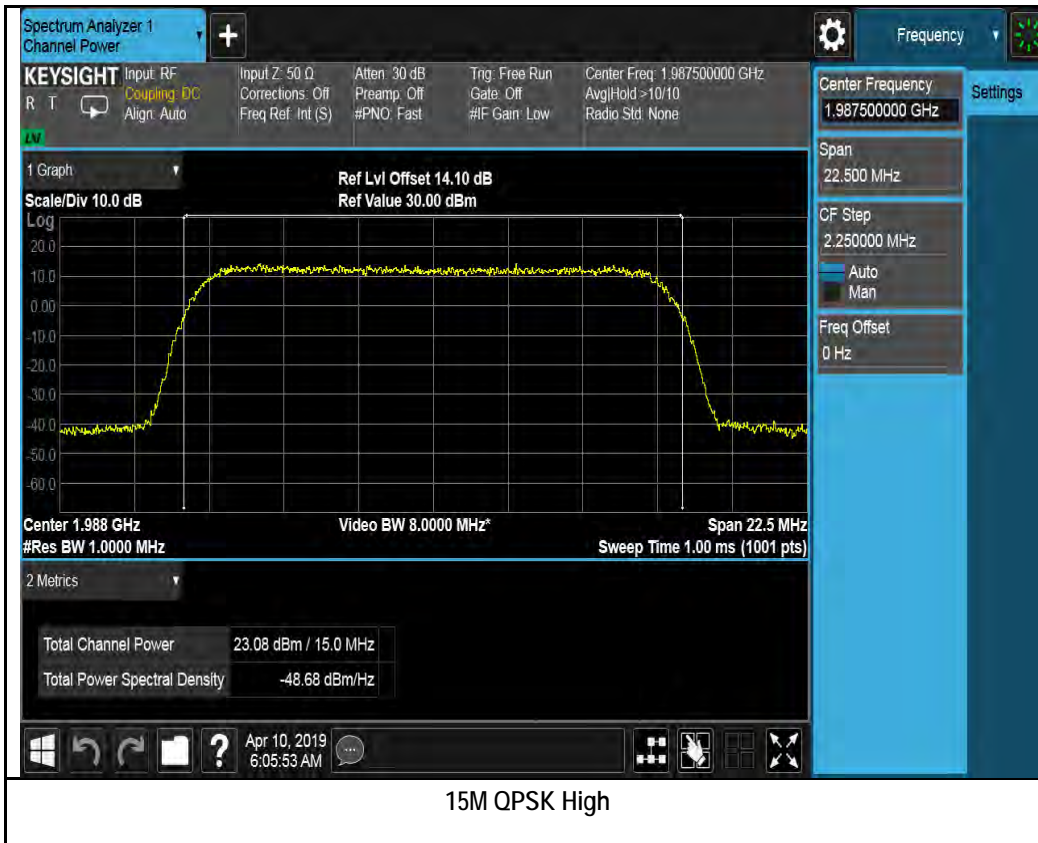 Spectrum Analyzer 1
Channel Power
+
Frequency
KEYSIGHT
R T
LV
Input: RF
Coupling: DC
Align: Auto
Input Z: 50 Ω
Corrections: Off
Freq Ref: Int (S)
Atten: 30 dB
Preamp: Off
#PNO: Fast
Trig: Free Run
Gate: Off
#IF Gain: Low
Center Freq: 1.987500000 GHz
Avg|Hold >10/10
Radio Std: None
Center Frequency
1.987500000 GHz
Settings
Span
22.500 MHz
CF Step
2.250000 MHz
Auto
Man
Freq Offset
0 Hz
1 Graph
Ref Lvl Offset 14.10 dB
Scale/Div 10.0 dB
Ref Value 30.00 dBm
Log
20.0
10.0
0.00
-10.0
-20.0
-30.0
-40.0
-50.0
-60.0
Center 1.988 GHz
Video BW 8.0000 MHz*
Span 22.5 MHz
#Res BW 1.0000 MHz
Sweep Time 1.00 ms (1001 pts)
2 Metrics
Total Channel Power 23.08 dBm / 15.0 MHz
Total Power Spectral Density -48.68 dBm/Hz
?
Apr 10, 2019
6:05:53 AM
15M QPSK High